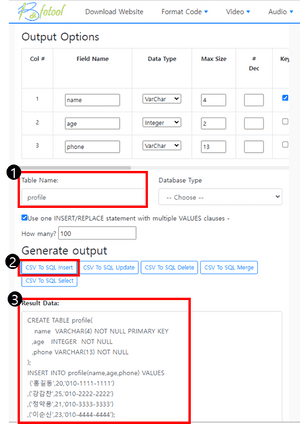 Bfotool Download Website Format Code Video Audio
Output Options
Col # Field Name Data Type Max Size # Dec Key
1 name VarChar 4
2 age Integer 2
3 phone VarChar 13
1
Table Name: Database Type
profile -- Choose --
Use one INSERT/REPLACE statement with multiple VALUES clauses -
How many? 100
Generate output
2
CSV To SQL Insert CSV To SQL Update CSV To SQL Delete CSV To SQL Merge
CSV To SQL Select
3
Result Data:
CREATE TABLE profile(
name VARCHAR(4) NOT NULL PRIMARY KEY
,age INTEGER NOT NULL
,phone VARCHAR(13) NOT NULL
);
INSERT INTO profile(name,age,phone) VALUES
('홍길동',20,'010-1111-1111')
,('강감찬',25,'010-2222-2222')
,('정약용',21,'010-3333-3333')
,('이순신',23,'010-4444-4444');